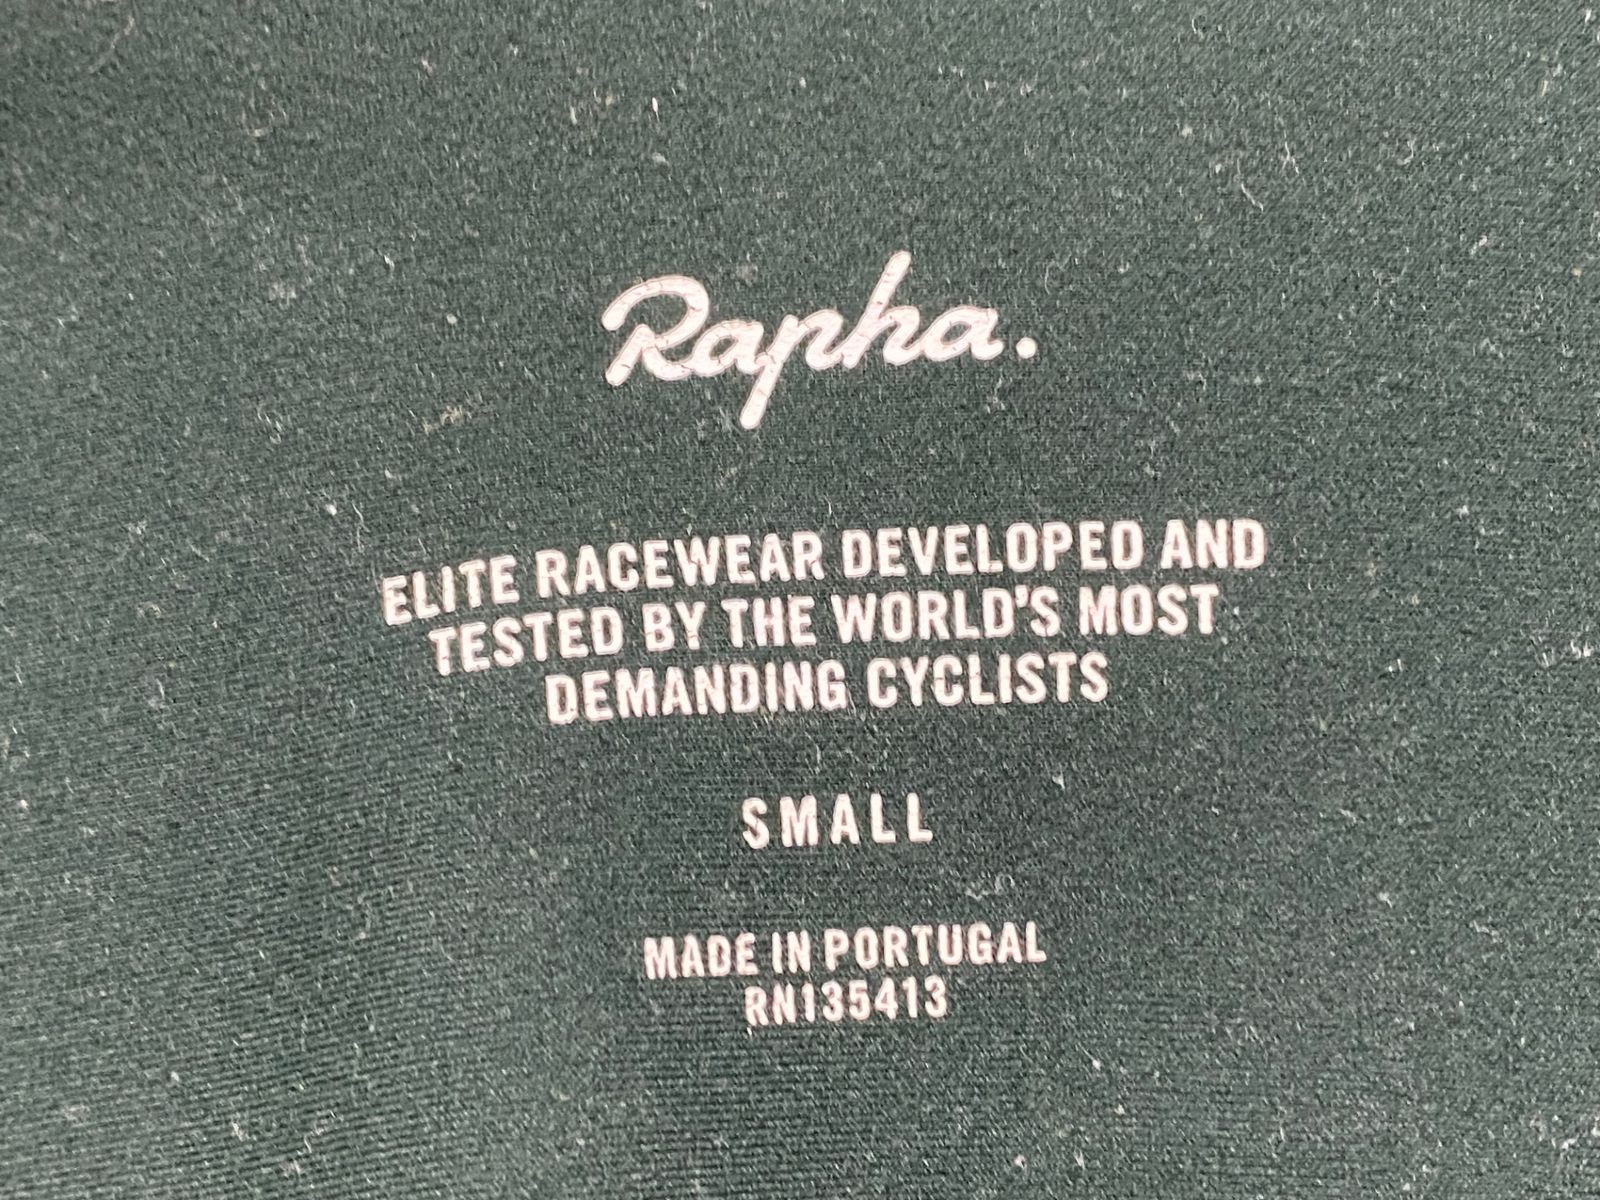 Rapha.
ELITE RACEWEAR DEVELOPED AND
TESTED BY THE WORLD'S MOST
DEMANDING CYCLISTS
SMALL
MADE IN PORTUGAL
RN135413